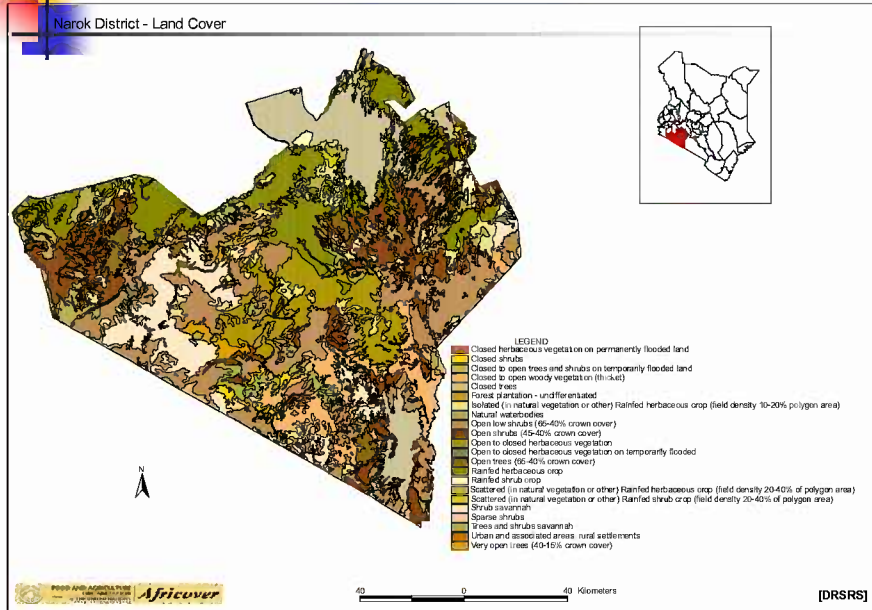 Narok District - Land Cover
LEGEND
Closed herbaceous vegetation on permanently flooded land
Closed shrubs
Closed to open trees and shrubs on temporarily flooded land
Closed to open woody vegetation (thicket)
Closed trees
Forest plantation - undifferentiated
Isolated (in natural vegetation or other) Rainfed herbaceous crop (field density 10-20% polygon area)
Natural waterbodies
Open low shrubs (65-40% crown cover)
Open shrubs (45-40% crown cover)
Open to closed herbaceous vegetation
Open to closed herbaceous vegetation on temporarily flooded
Open trees (65-40% crown cover)
Rainfed herbaceous crop
Rainfed shrub crop
Scattered (in natural vegetation or other) Rainfed herbaceous crop (field density 20-40% of polygon area)
Scattered (in natural vegetation or other) Rainfed shrub crop (field density 20-40% of polygon area)
Shrub savannah
Sparse shrubs
Trees and shrubs savannah
Urban and associated areas, rural settlements
Very open trees (40-15% crown cover)
N
FOOD AND AGRICULTURE
Africover
40 0 40 Kilometers
[DRSRS]